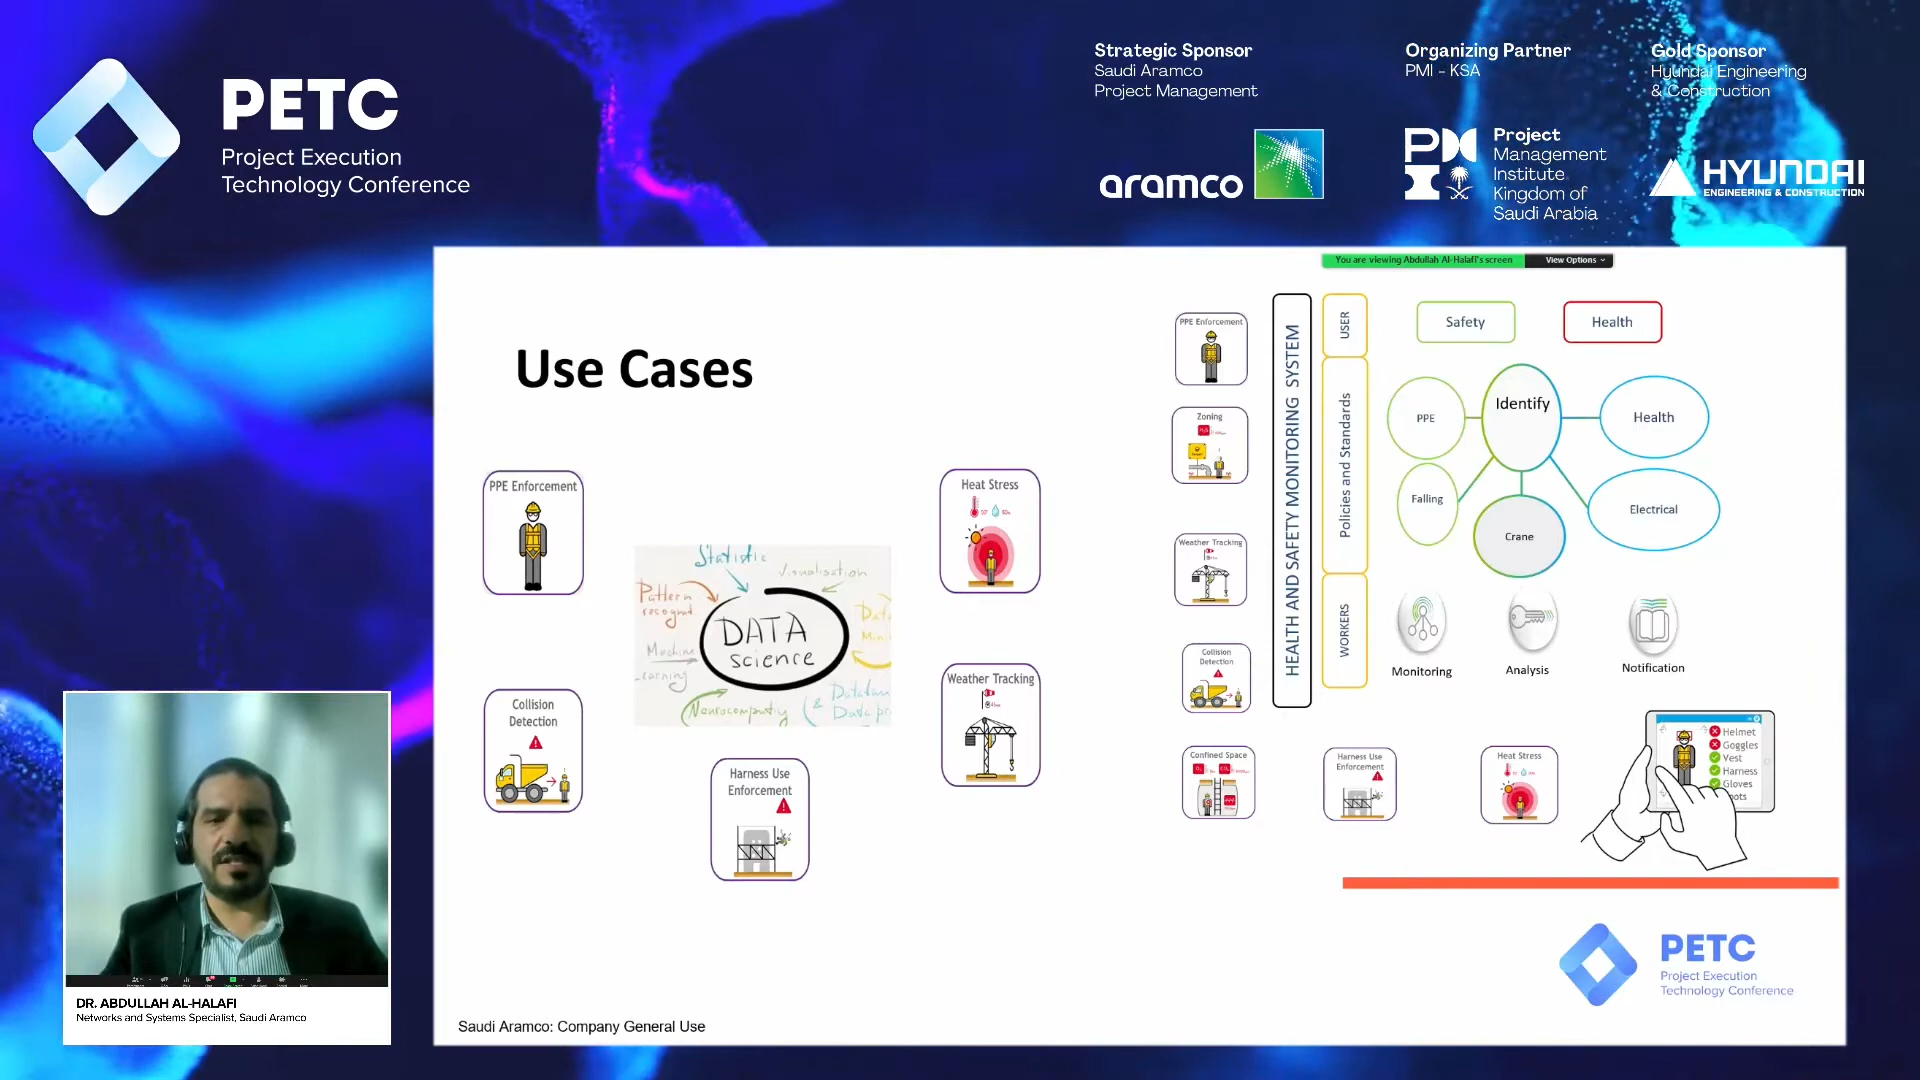 PETC
Project Execution
Technology Conference
Strategic Sponsor
Saudi Aramco
Project Management
aramco
Organizing Partner
PMI - KSA
Project
Management
Institute
Kingdom of
Saudi Arabia
Gold Sponsor
Hyundai Engineering
& Construction
HYUNDAI
ENGINEERING & CONSTRUCTION
You are viewing Abdullah Al-Halafi's screen
View Options
Use Cases
PPE Enforcement
Collision
Detection
Harness Use
Enforcement
Heat Stress
Weather Tracking
Statistic
Visualisation
Pattern
recognit
DATA
science
Machine
Learning
Neurocomputing
PPE Enforcement
Zoning
Weather Tracking
Collision
Detection
Confined Space
Harness Use
Enforcement
Heat Stress
HEALTH AND SAFETY MONITORING SYSTEM
USER
Policies and Standards
WORKERS
Safety
Health
Identify
PPE
Health
Falling
Electrical
Crane
Monitoring
Analysis
Notification
Helmet
Goggles
Vest
Harness
Gloves
PETC
Project Execution
Technology Conference
Saudi Aramco: Company General Use
DR. ABDULLAH AL-HALAFI
Networks and Systems Specialist, Saudi Aramco